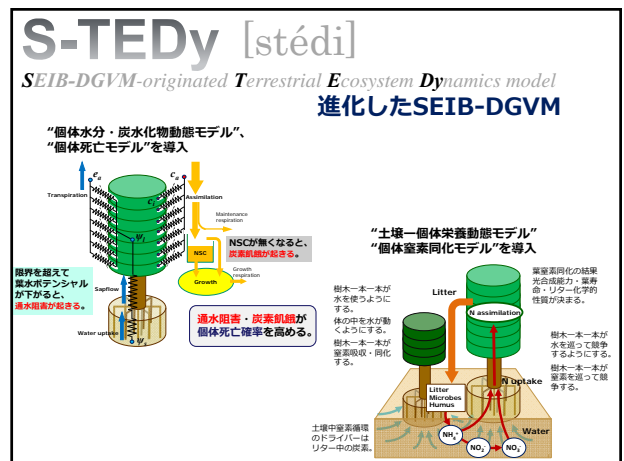 S-TEDy [stédi]
SEIB-DGVM-originated Terrestrial Ecosystem Dynamics model
進化したSEIB-DGVM
“個体水分・炭水化物動態モデル”、
“個体死亡モデル”を導入
e_a
c_a
Transpiration
c_i
Assimilation
Maintenance
respiration
ψ_l
NSC
NSCが無くなると、
炭素飢餓が起きる。
Growth
respiration
Growth
限界を超えて
葉水ポテンシャル
が下がると、
通水阻害が起きる。
Sapflow
Water uptake
ψ_s
通水阻害・炭素飢餓が
個体死亡確率を高める。
“土壌ー個体栄養動態モデル”
“個体窒素同化モデル”を導入
樹木一本一本が
水を使うように
する。
体の中を水が動
くようにする。
樹木一本一本が
窒素吸収・同化
する。
Litter
N assimilation
葉窒素同化の結果
光合成能力・葉寿
命・リター化学的
性質が決まる。
樹木一本一本が
水を巡って競争
するようにする。
樹木一本一本が
窒素を巡って競
争する。
N uptake
Litter
Microbes
Humus
Water
土壌中窒素循環
のドライバーは
リター中の炭素。
NH₄⁺
NO₂⁻
NO₃⁻